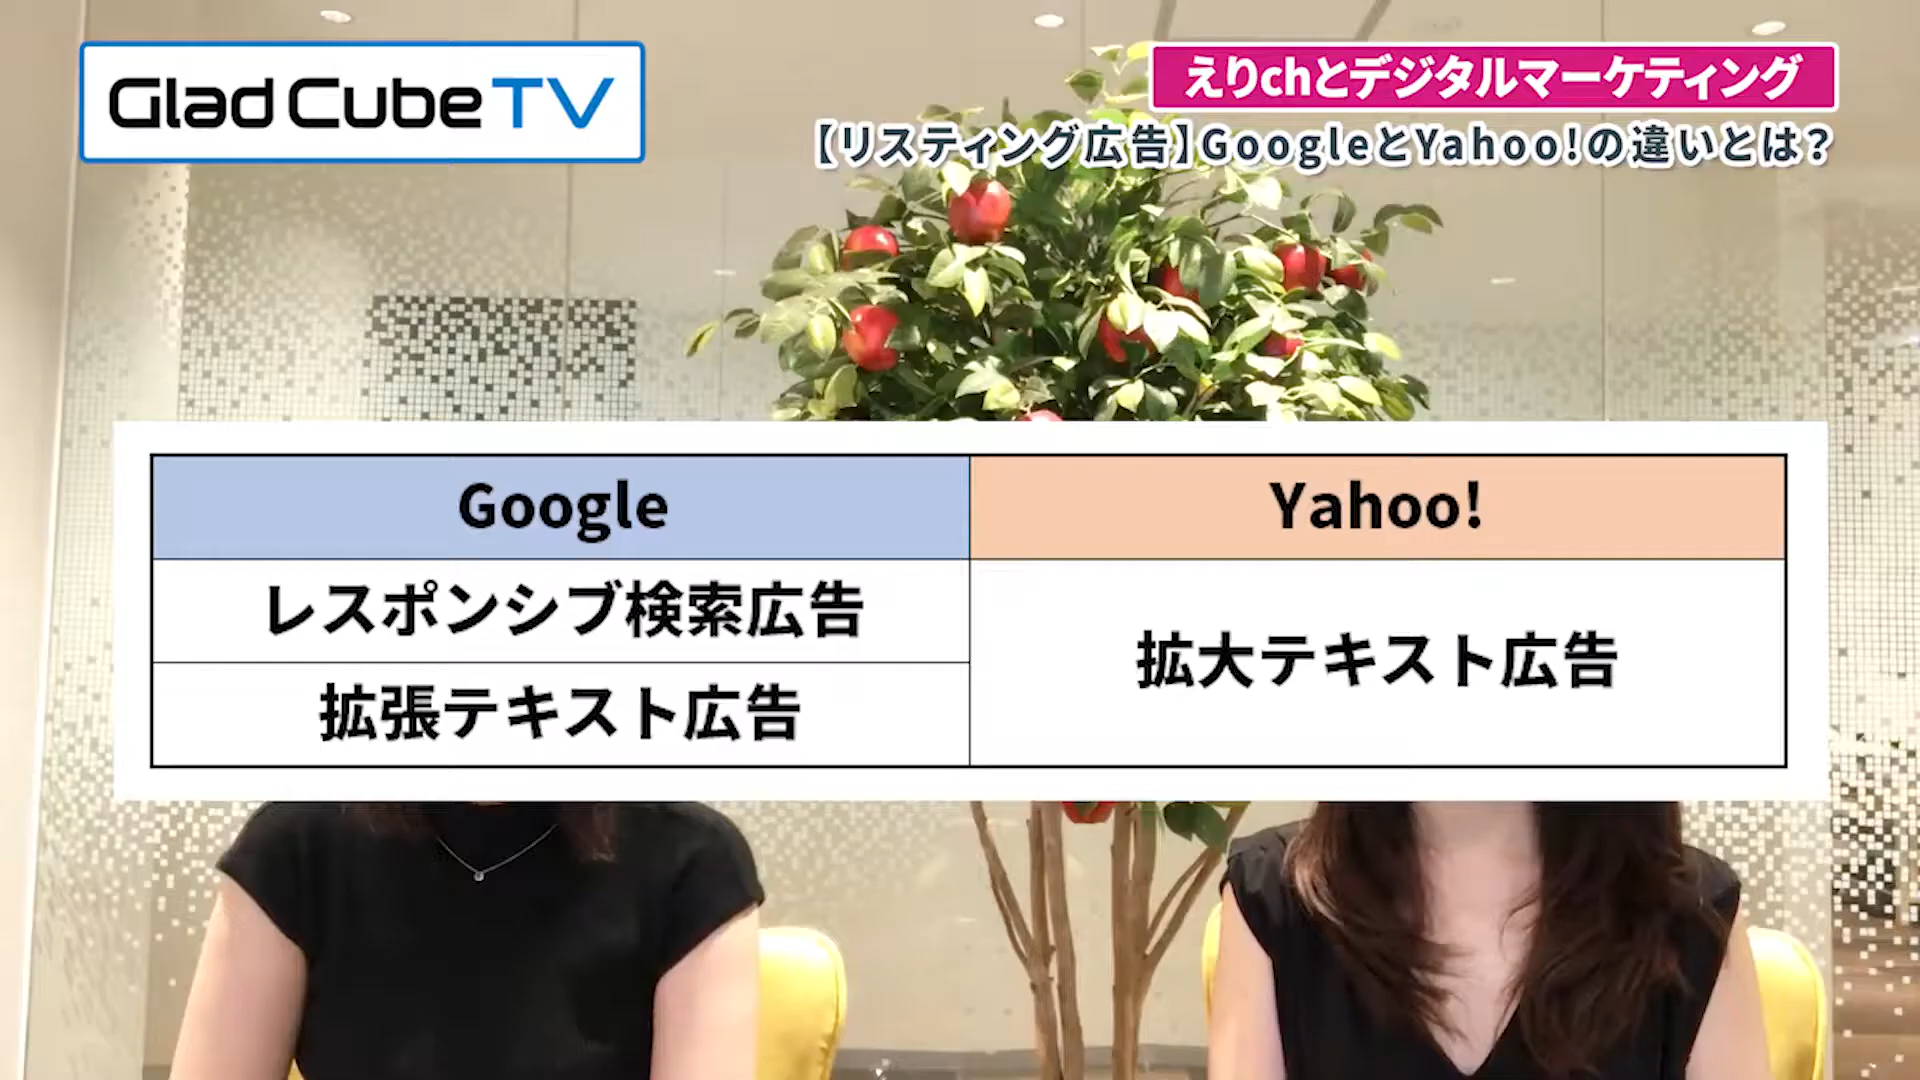 Glad Cube TV
えりchとデジタルマーケティング
【リスティング広告】GoogleとYahoo!の違いとは?
Google
Yahoo!
レスポンシブ検索広告
拡張テキスト広告
拡大テキスト広告